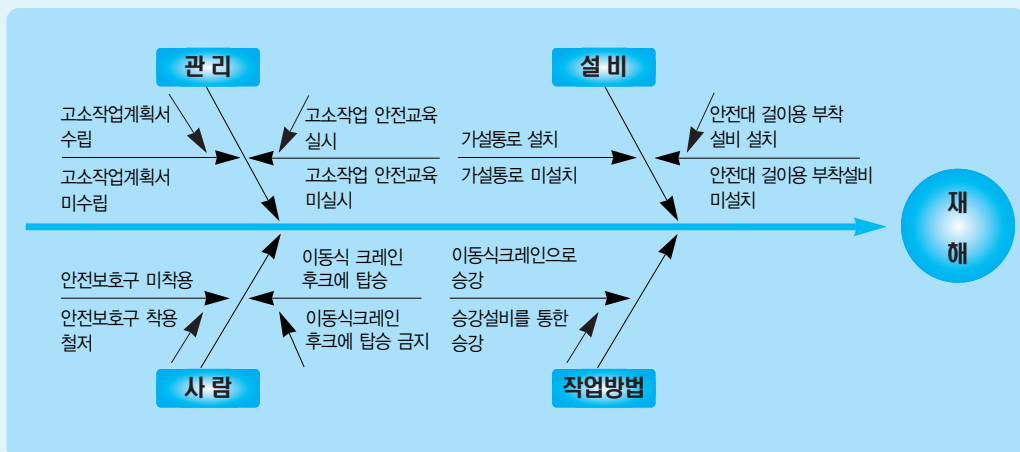 관 리
설 비
고소작업계획서
수립
고소작업 안전교육
실시
고소작업계획서
미수립
고소작업 안전교육
미실시
가설통로 설치
가설통로 미설치
안전대 걸이용 부착
설비 설치
안전대 걸이용 부착설비
미설치
재
해
안전보호구 미착용
안전보호구 착용
철저
이동식 크레인
후크에 탑승
이동식크레인
후크에 탑승 금지
이동식크레인으로
승강
승강설비를 통한
승강
사 람
작업방법